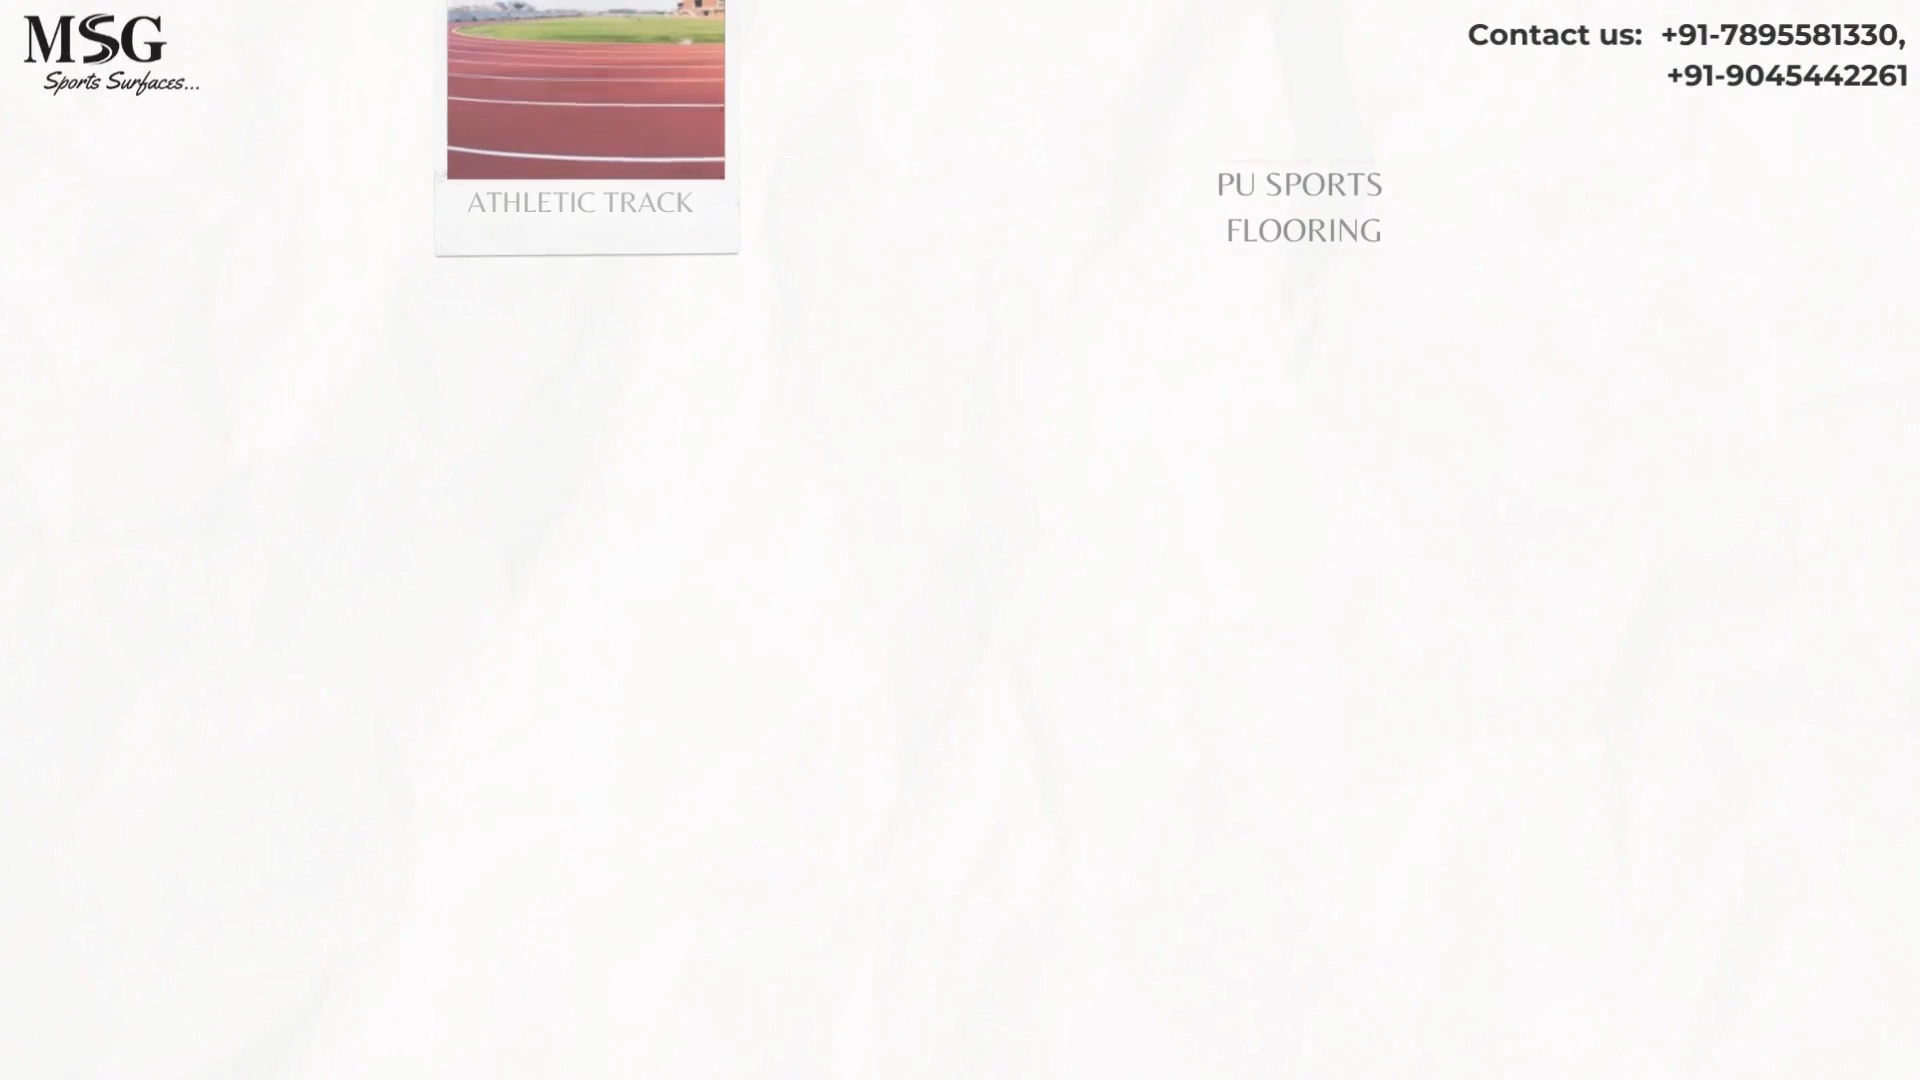 MSG
Sports Surfaces...
Contact us: +91-7895581330,
+91-9045442261
ATHLETIC TRACK
PU SPORTS
FLOORING